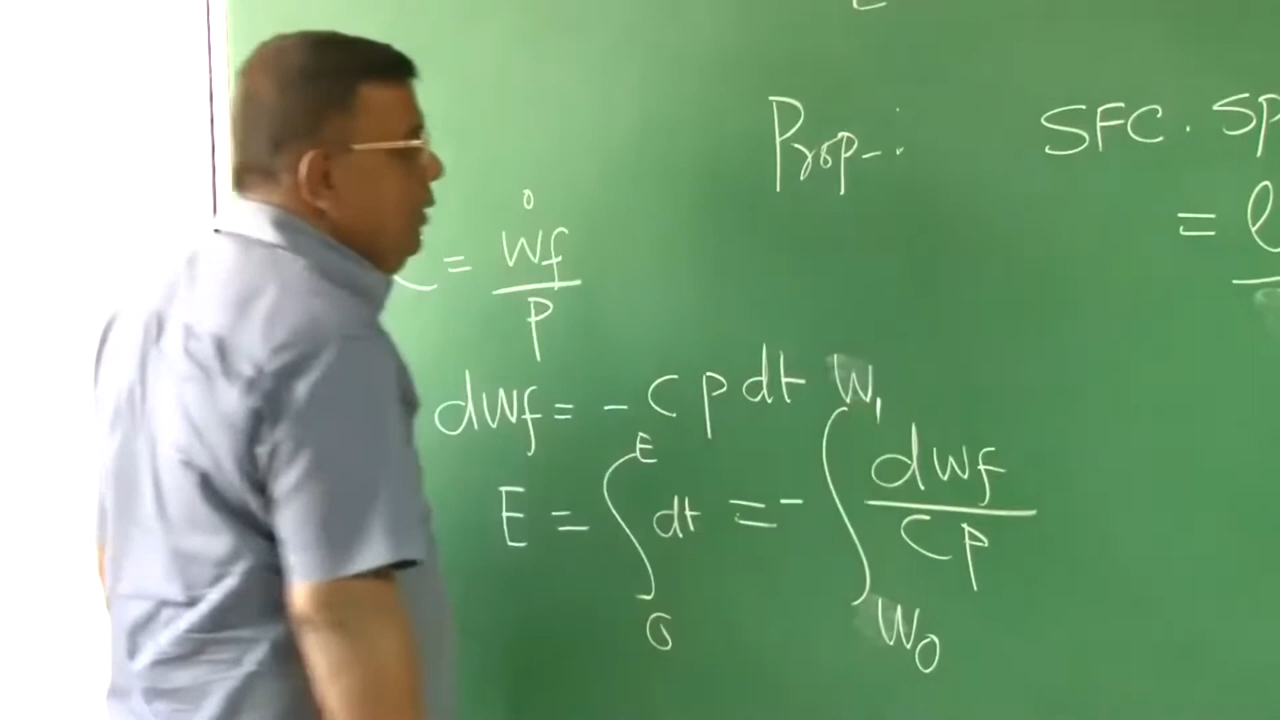 Prop-:
SFC. SP
= ẇf / P
dwf = - C P dt
E = ∫₀ᴱ dt = - ∫_{W₀}^{W₁} dwf / CP